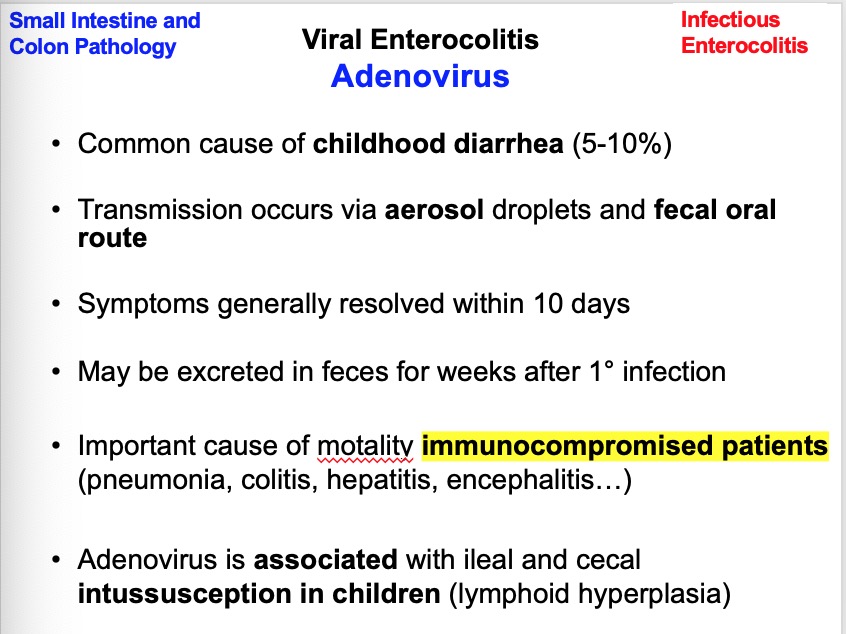 Small Intestine and
Colon Pathology
Viral Enterocolitis
Adenovirus
Infectious
Enterocolitis
• Common cause of childhood diarrhea (5-10%)
• Transmission occurs via aerosol droplets and fecal oral
route
• Symptoms generally resolved within 10 days
• May be excreted in feces for weeks after 1° infection
• Important cause of motality immunocompromised patients
(pneumonia, colitis, hepatitis, encephalitis…)
• Adenovirus is associated with ileal and cecal
intussusception in children (lymphoid hyperplasia)